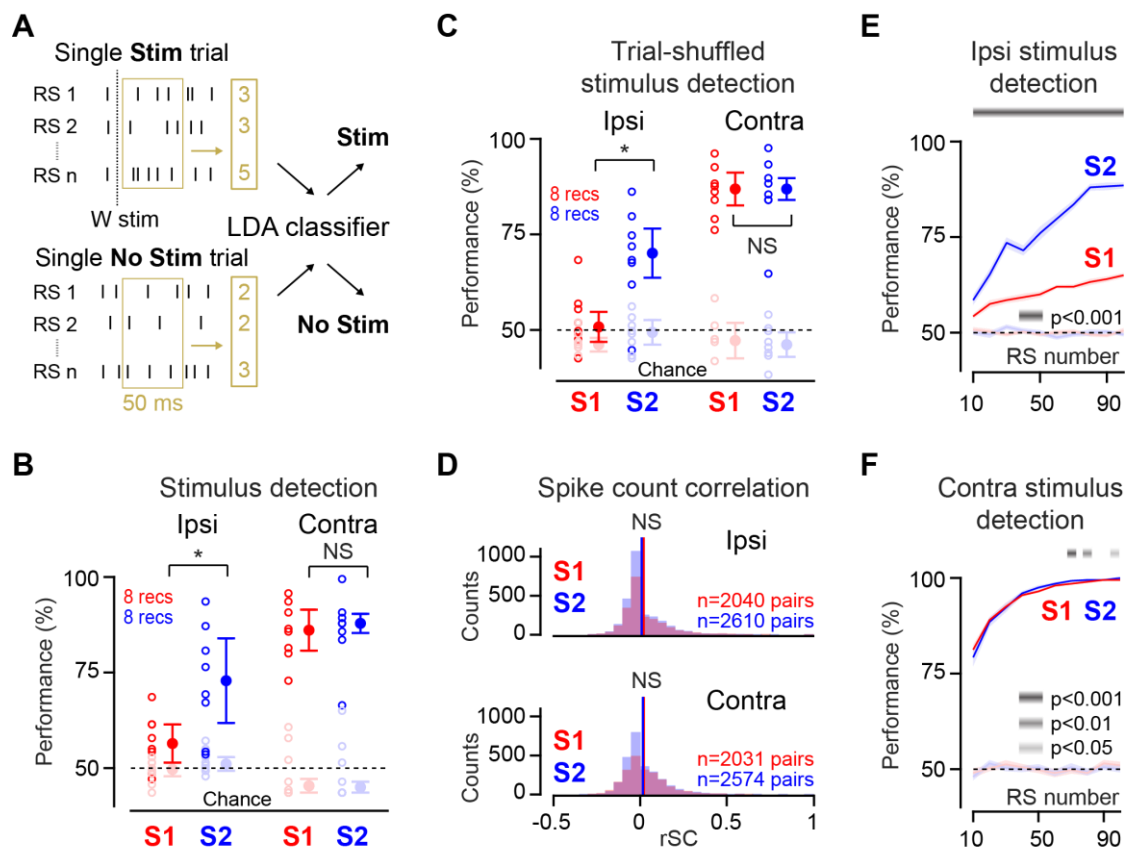 A
Single Stim trial
RS 1
3
RS 2
3
RS n
5
W stim
Stim
LDA classifier
Single No Stim trial
RS 1
2
RS 2
2
RS n
3
50 ms
No Stim
B
Stimulus detection
Ipsi
Contra
*
NS
8 recs
8 recs
Performance (%)
100
75
50
Chance
S1
S2
S1
S2
C
Trial-shuffled
stimulus detection
Ipsi
Contra
*
NS
8 recs
8 recs
Performance (%)
100
75
50
Chance
S1
S2
S1
S2
D
Spike count correlation
NS
Ipsi
S1
S2
n=2040 pairs
n=2610 pairs
Counts
1000
500
0
NS
Contra
S1
S2
n=2031 pairs
n=2574 pairs
Counts
1000
500
0
-0.5
0
0.5
1
rSC
E
Ipsi stimulus
detection
S2
S1
p<0.001
Performance (%)
100
75
50
RS number
10
50
90
F
Contra stimulus
detection
S1 S2
p<0.001
p<0.01
p<0.05
Performance (%)
100
75
50
RS number
10
50
90